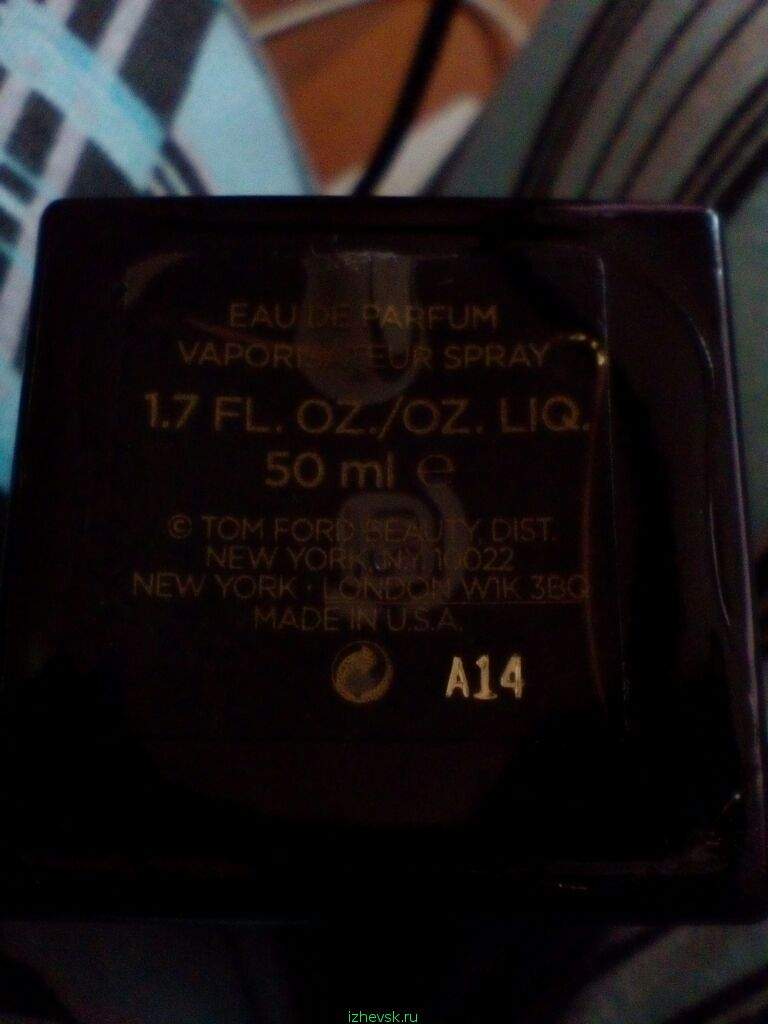 EAU DE PARFUM
VAPORISATEUR SPRAY
1.7 FL. OZ./OZ. LIQ.
50 ml ℮
© TOM FORD BEAUTY, DIST.
NEW YORK, NY 10022
NEW YORK · LONDON W1K 3BQ
MADE IN U.S.A.
A14
izhevsk.ru